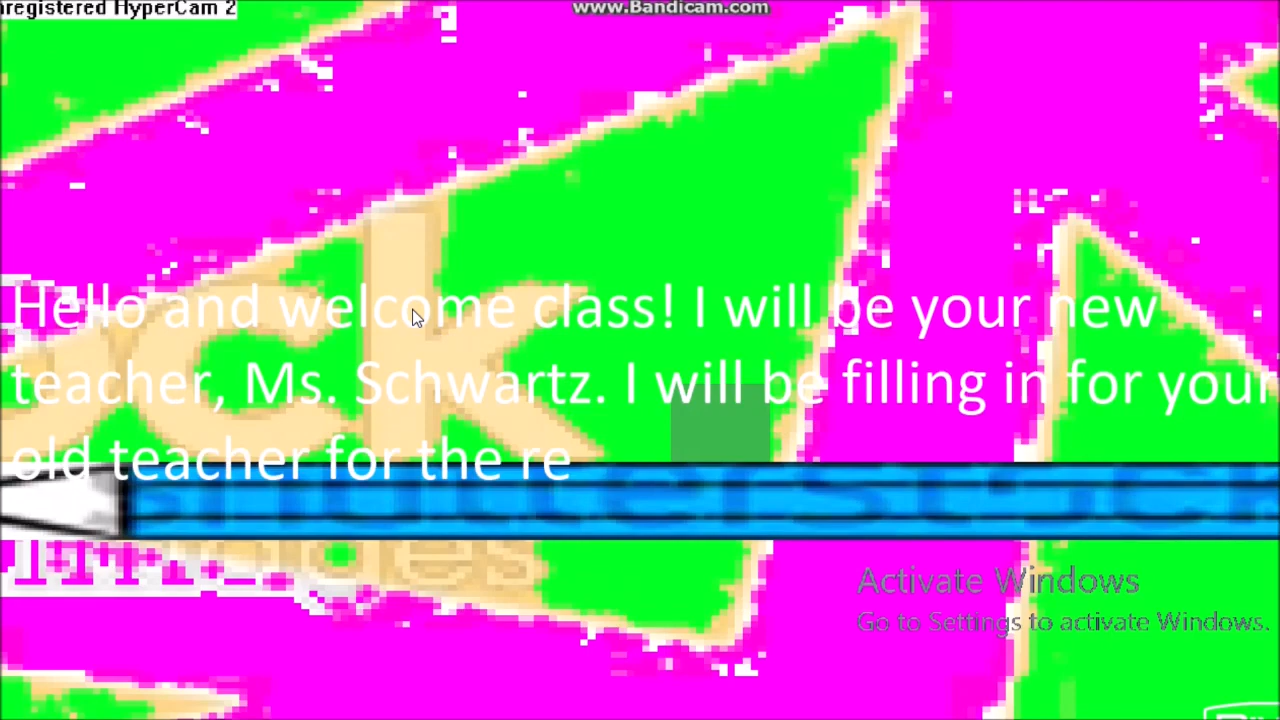 nregistered HyperCam 2
www.Bandicam.com
Hello and welcome class! I will be your new
teacher, Ms. Schwartz. I will be filling in for your
old teacher for the re
Activate Windows
Go to Settings to activate Windows.